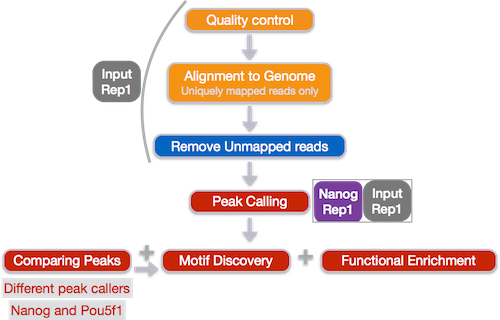 Quality control
Input
Rep1
Alignment to Genome
Uniquely mapped reads only
Remove Unmapped reads
Peak Calling
Nanog
Rep1
Input
Rep1
Comparing Peaks
+
Motif Discovery
+
Functional Enrichment
Different peak callers
Nanog and Pou5f1